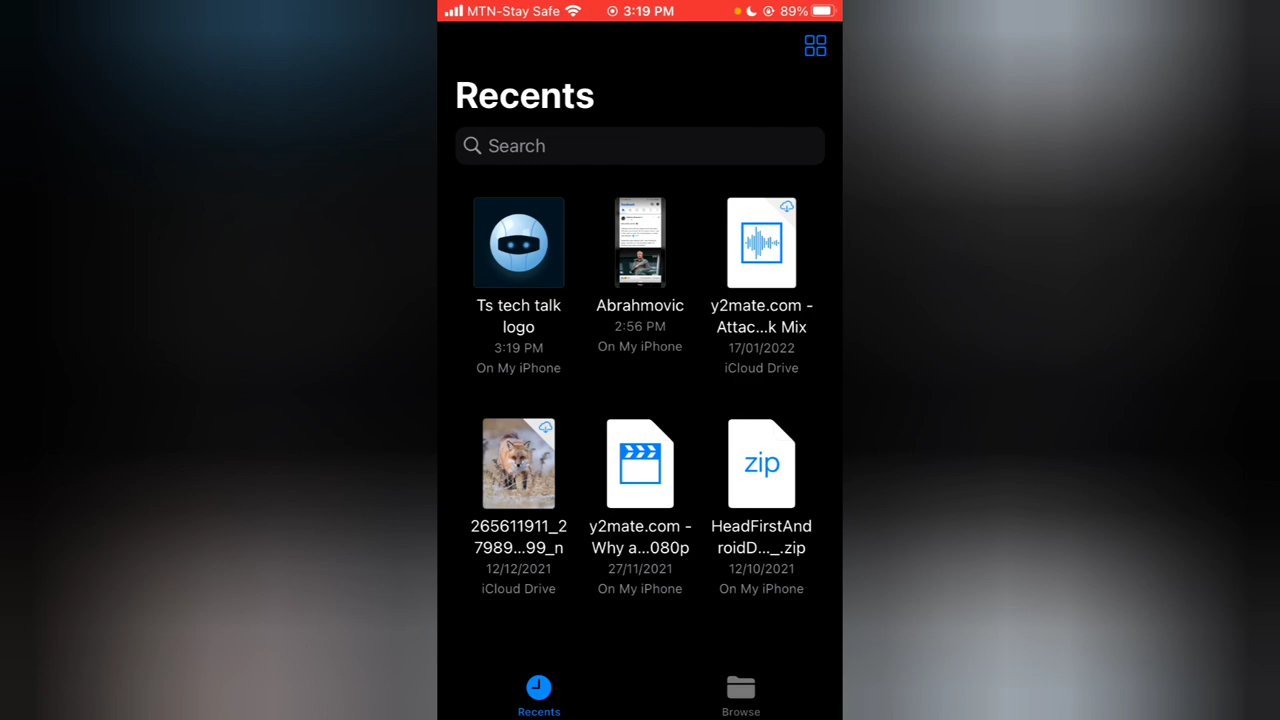 MTN-Stay Safe 3:19 PM 89%
Recents
Search
Ts tech talk
logo
3:19 PM
On My iPhone
Abrahmovic
2:56 PM
On My iPhone
y2mate.com -
Attac...k Mix
17/01/2022
iCloud Drive
265611911_2
7989...99_n
12/12/2021
iCloud Drive
y2mate.com -
Why a...080p
27/11/2021
On My iPhone
zip
HeadFirstAnd
roidD..._.zip
12/10/2021
On My iPhone
Recents
Browse